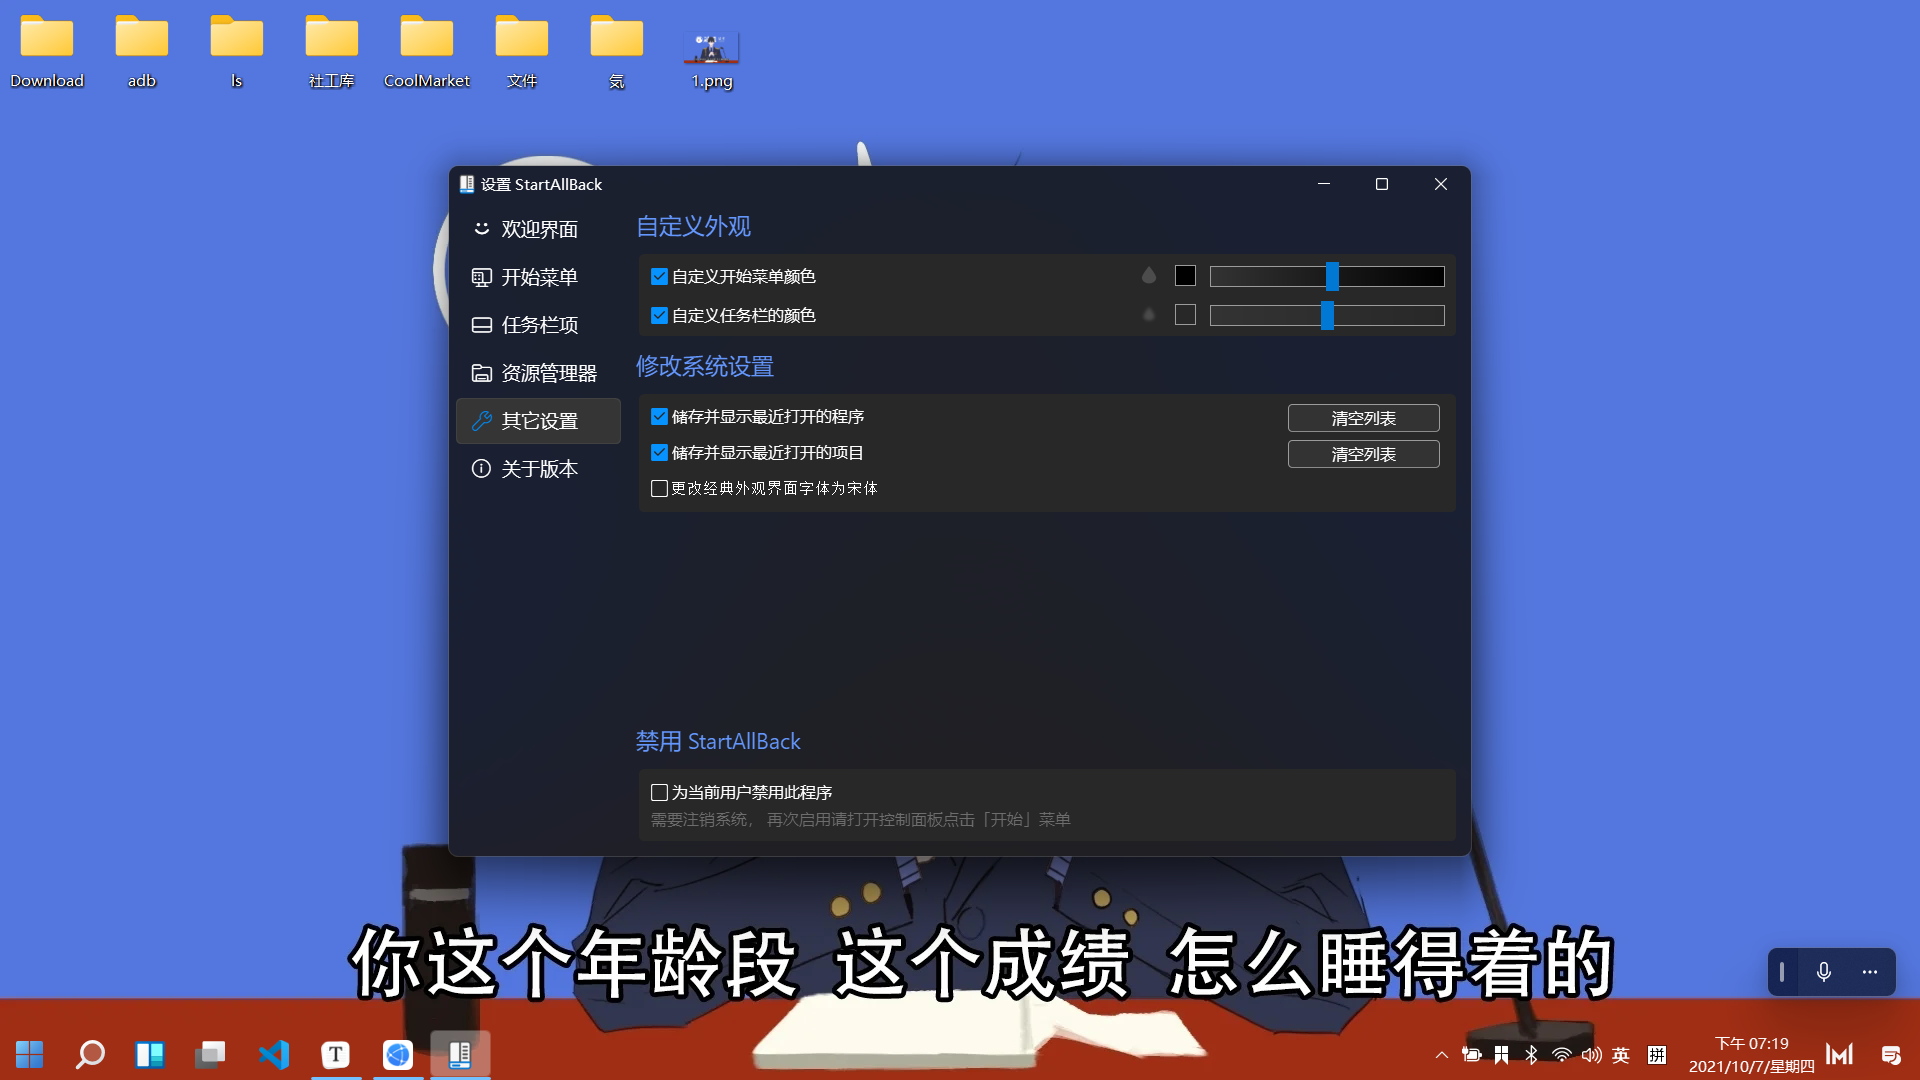 Download
adb
ls
社工库
CoolMarket
文件
気
1.png
设置 StartAllBack
欢迎界面
开始菜单
任务栏项
资源管理器
其它设置
关于版本
自定义外观
自定义开始菜单颜色
自定义任务栏的颜色
修改系统设置
储存并显示最近打开的程序
清空列表
储存并显示最近打开的项目
清空列表
更改经典外观界面字体为宋体
禁用 StartAllBack
为当前用户禁用此程序
需要注销系统， 再次启用请打开控制面板点击「开始」菜单
你这个年龄段 这个成绩 怎么睡得着的
T
英
拼
下午 07:19
2021/10/7/星期四